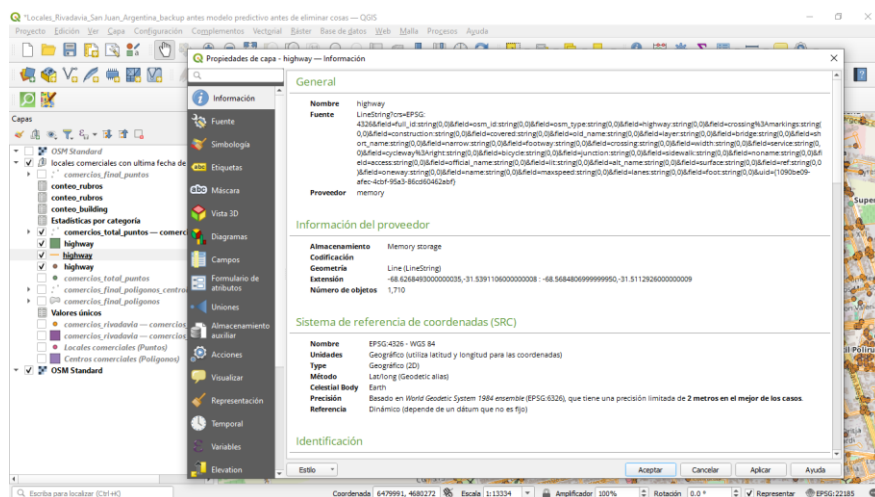 *Locales_Rivadavia_San Juan_Argentina_backup antes modelo predictivo antes de eliminar cosas — QGIS
Proyecto Edición Ver Capa Configuración Complementos Vectorial Ráster Base de datos Web Malla Procesos Ayuda
Propiedades de capa - highway — Información
Capas
OSM Standard
locales comerciales con ultima fecha de
comercios_final_puntos
conteo_rubros
conteo_rubros
conteo_building
Estadísticas por categoría
comercios_total_puntos — comerc
highway
highway
highway
comercios_total_puntos
comercios_final_poligonos_centro
comercios_final_poligonos
Valores únicos
comercios_rivadavia — comercios
comercios_rivadavia — comercios
Locales comerciales (Puntos)
Centros comerciales (Polígonos)
OSM Standard
Información
Fuente
Simbología
Etiquetas
Máscara
Vista 3D
Diagramas
Campos
Formulario de
atributos
Uniones
Almacenamiento
auxiliar
Acciones
Visualizar
Representación
Temporal
Variables
Elevation
General
Nombre highway
Fuente LineString?crs=EPSG:
4326&field=full_id:string(0,0)&field=osm_id:string(0,0)&field=osm_type:string(0,0)&field=highway:string(0,0)&field=crossing%3Amarkings:string(
0,0)&field=construction:string(0,0)&field=covered:string(0,0)&field=old_name:string(0,0)&field=layer:string(0,0)&field=bridge:string(0,0)&field=sh
ort_name:string(0,0)&field=narrow:string(0,0)&field=footway:string(0,0)&field=crossing:string(0,0)&field=width:string(0,0)&field=service:string(0,
0)&field=cycleway%3Aright:string(0,0)&field=bicycle:string(0,0)&field=junction:string(0,0)&field=sidewalk:string(0,0)&field=noname:string(0,0)&fi
eld=access:string(0,0)&field=official_name:string(0,0)&field=lit:string(0,0)&field=alt_name:string(0,0)&field=surface:string(0,0)&field=ref:string(0,0
)&field=oneway:string(0,0)&field=name:string(0,0)&field=maxspeed:string(0,0)&field=lanes:string(0,0)&field=foot:string(0,0)&uid={1090be09-
afec-4cbf-95a3-86cd60462abf}
Proveedor memory
Información del proveedor
Almacenamiento Memory storage
Codificación
Geometría Line (LineString)
Extensión -68.6268493000000035,-31.5391106000000008 : -68.5684806999999950,-31.5112926000000009
Número de objetos 1,710
Sistema de referencia de coordenadas (SRC)
Nombre EPSG:4326 - WGS 84
Unidades Geográfico (utiliza latitud y longitud para las coordenadas)
Type Geográfico (2D)
Método Lat/long (Geodetic alias)
Celestial Body Earth
Precisión Basado en World Geodetic System 1984 ensemble (EPSG:6326), que tiene una precisión limitada de 2 metros en el mejor de los casos.
Referencia Dinámico (depende de un dátum que no es fijo)
Identificación
Estilo Aceptar Cancelar Aplicar Ayuda
Escriba para localizar (Ctrl+K) Coordenada 6479991, 4680272 Escala 1:13334 Amplificador 100% Rotación 0.0 ° Representar EPSG:22185